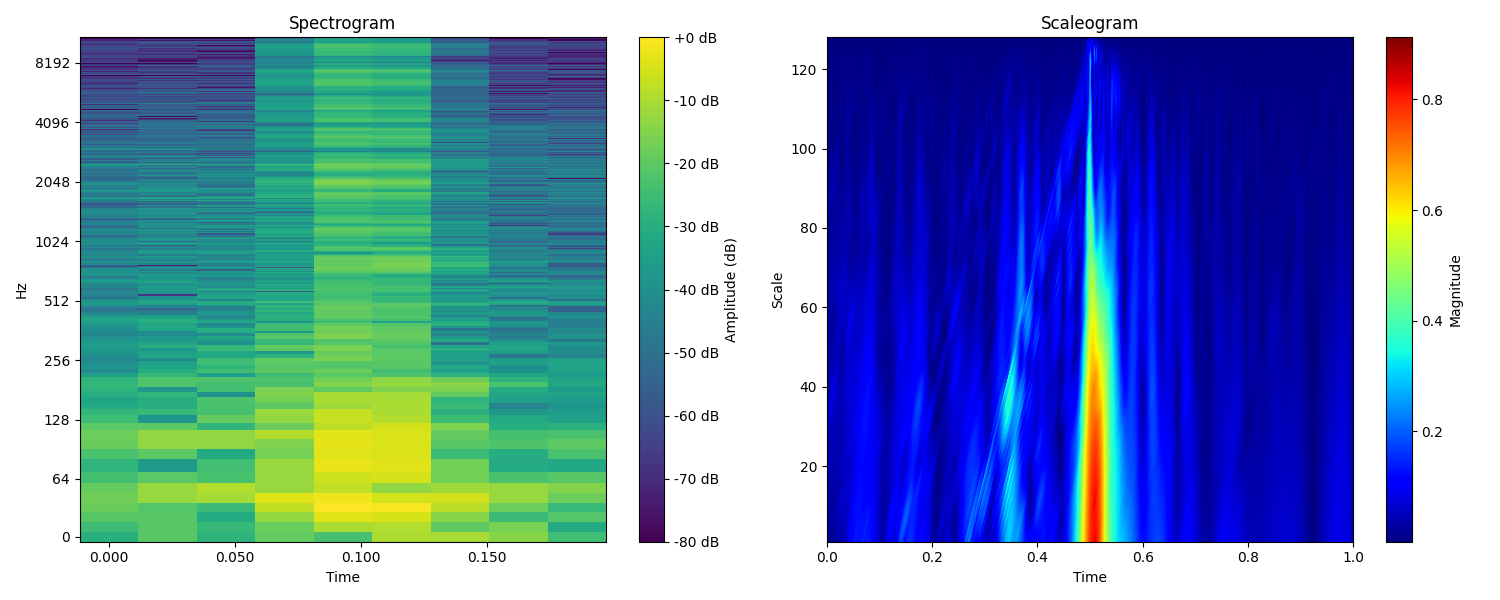 Spectrogram
Hz
8192
4096
2048
1024
512
256
128
64
0
0.000
0.050
0.100
0.150
Time
+0 dB
-10 dB
-20 dB
-30 dB
-40 dB
-50 dB
-60 dB
-70 dB
-80 dB
Amplitude (dB)
Scaleogram
Scale
120
100
80
60
40
20
0.0
0.2
0.4
0.6
0.8
1.0
Time
0.8
0.6
0.4
0.2
Magnitude